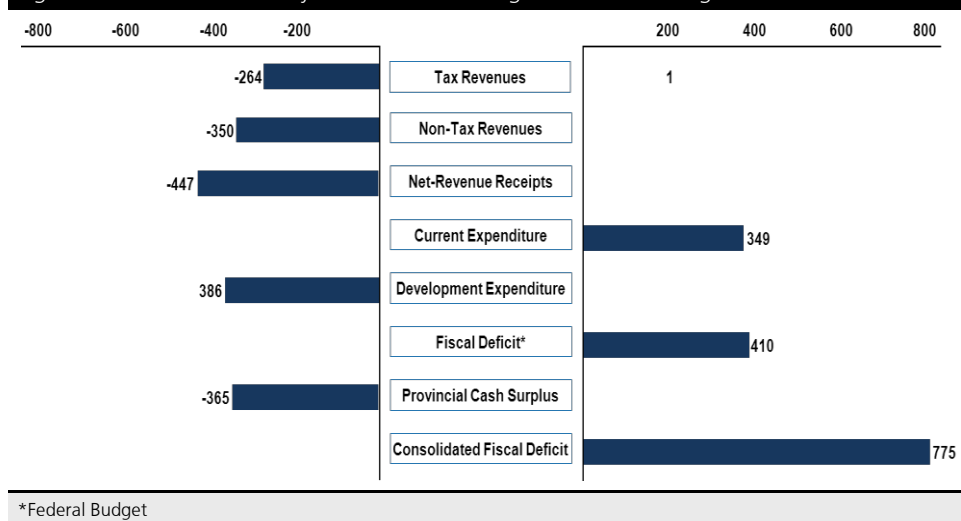 -800 -600 -400 -200 200 400 600 800
-264 Tax Revenues 1
-350 Non-Tax Revenues
-447 Net-Revenue Receipts
Current Expenditure 349
386 Development Expenditure
Fiscal Deficit* 410
-365 Provincial Cash Surplus
Consolidated Fiscal Deficit 775
*Federal Budget